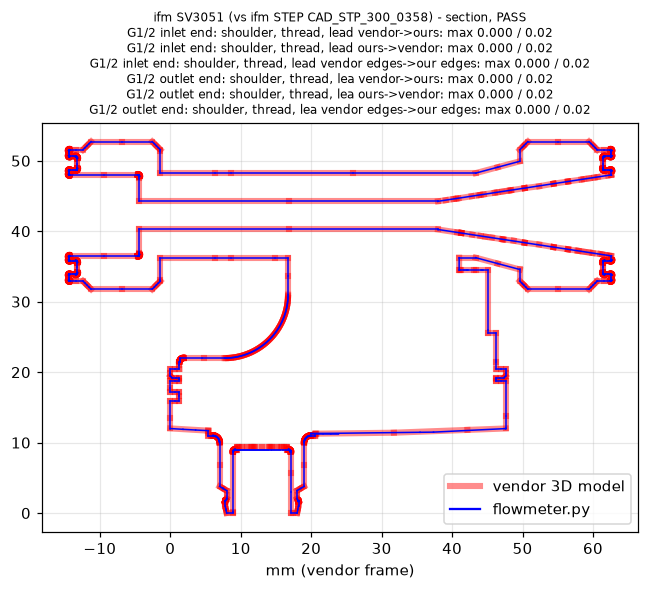 ifm SV3051 (vs ifm STEP CAD_STP_300_0358) - section, PASS
G1/2 inlet end: shoulder, thread, lead vendor->ours: max 0.000 / 0.02
G1/2 inlet end: shoulder, thread, lead ours->vendor: max 0.000 / 0.02
G1/2 inlet end: shoulder, thread, lead vendor edges->our edges: max 0.000 / 0.02
G1/2 outlet end: shoulder, thread, lea vendor->ours: max 0.000 / 0.02
G1/2 outlet end: shoulder, thread, lea ours->vendor: max 0.000 / 0.02
G1/2 outlet end: shoulder, thread, lea vendor edges->our edges: max 0.000 / 0.02
50
40
30
20
10
0
vendor 3D model
flowmeter.py
−10 0 10 20 30 40 50 60
mm (vendor frame)